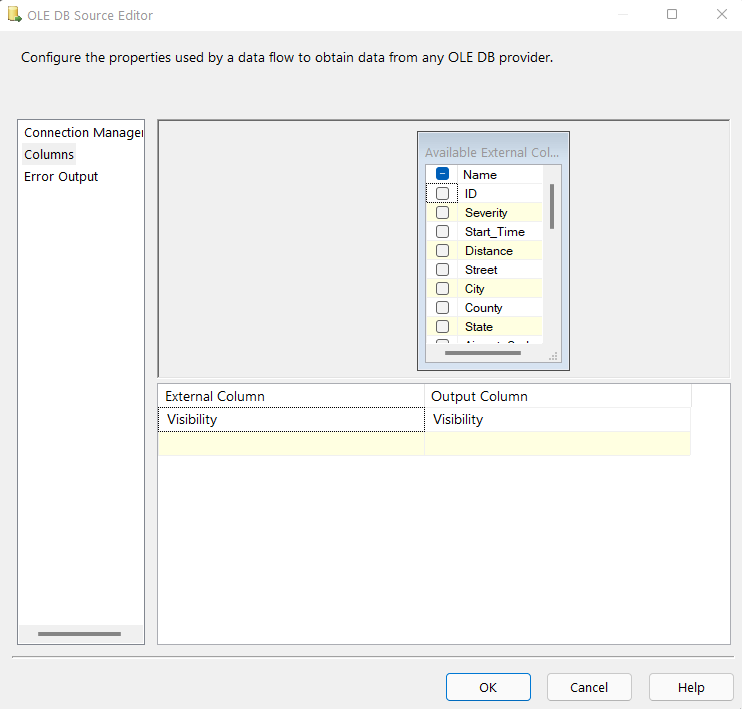 OLE DB Source Editor
Configure the properties used by a data flow to obtain data from any OLE DB provider.
Connection Manager
Columns
Error Output
Available External Col...
Name
ID
Severity
Start_Time
Distance
Street
City
County
State
External Column Output Column
Visibility Visibility
OK Cancel Help